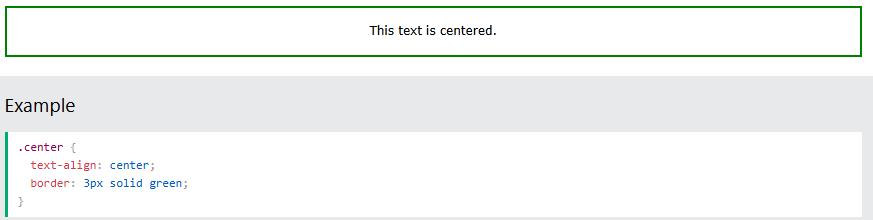 This text is centered.
Example
.center {
  text-align: center;
  border: 3px solid green;
}